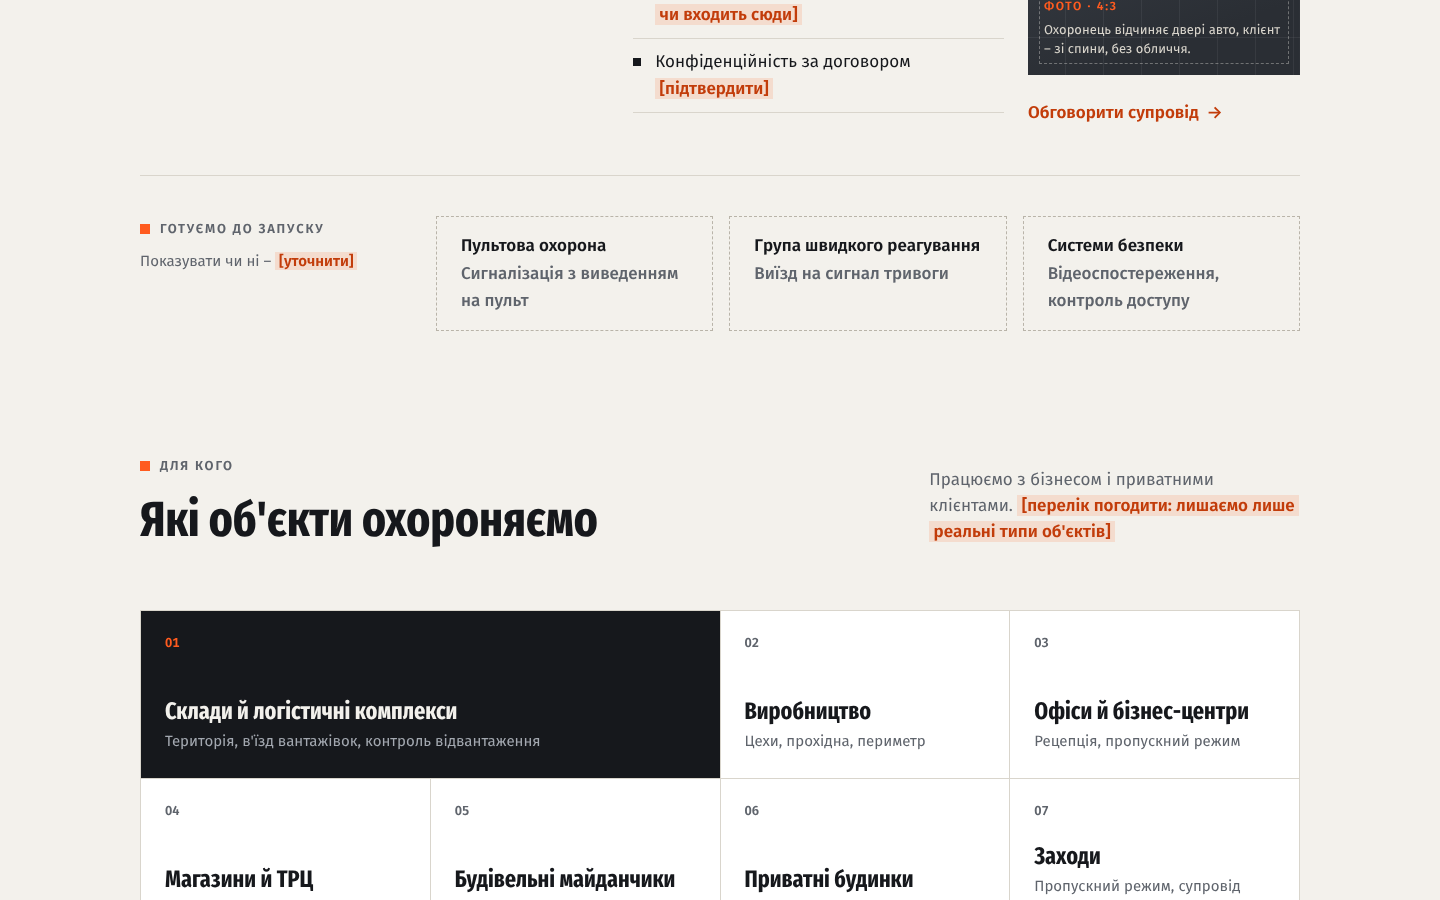 чи входить сюди]
Конфіденційність за договором
[підтвердити]
ФОТО · 4:3
Охоронець відчиняє двері авто, клієнт
– зі спини, без обличчя.
Обговорити супровід →
ГОТУЄМО ДО ЗАПУСКУ
Показувати чи ні – [уточнити]
Пультова охорона
Сигналізація з виведенням
на пульт
Група швидкого реагування
Виїзд на сигнал тривоги
Системи безпеки
Відеоспостереження,
контроль доступу
ДЛЯ КОГО
Які об'єкти охороняємо
Працюємо з бізнесом і приватними
клієнтами. [перелік погодити: лишаємо лише
реальні типи об'єктів]
01
Склади й логістичні комплекси
Територія, в'їзд вантажівок, контроль відвантаження
02
Виробництво
Цехи, прохідна, периметр
03
Офіси й бізнес-центри
Рецепція, пропускний режим
04
Магазини й ТРЦ
05
Будівельні майданчики
06
Приватні будинки
07
Заходи
Пропускний режим, супровід